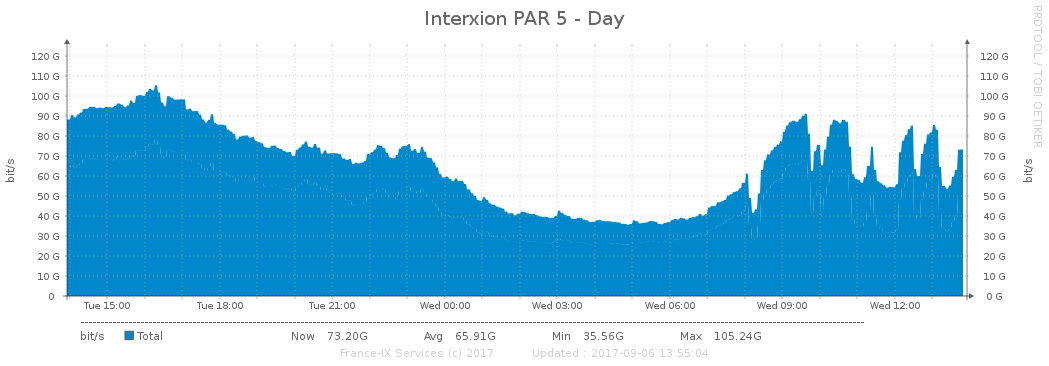 Interxion PAR 5 - Day
RRDTOOL / TOBI OETIKER
120 G 120 G
110 G 110 G
100 G 100 G
90 G 90 G
80 G 80 G
70 G 70 G
60 G 60 G
50 G 50 G
40 G 40 G
30 G 30 G
20 G 20 G
10 G 10 G
0 0 G
bit/s
bit/s
Tue 15:00 Tue 18:00 Tue 21:00 Wed 00:00 Wed 03:00 Wed 06:00 Wed 09:00 Wed 12:00
bit/s Total Now 73.20G Avg 65.91G Min 35.56G Max 105.24G
France-IX Services (c) 2017 Updated : 2017-09-06 13:55:04